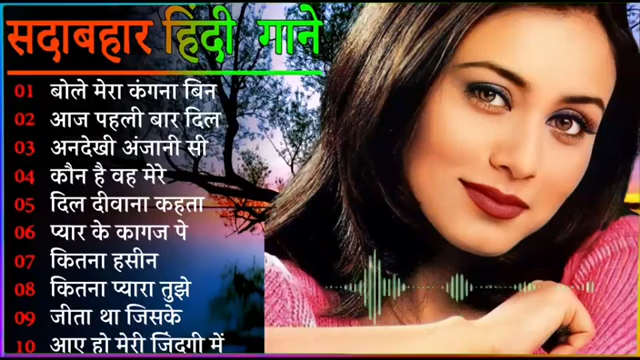 सदाबहार हिंदी गाने
01 बोले मेरा कंगना बिन
02 आज पहली बार दिल
03 अनदेखी अंजानी सी
04 कौन है वह मेरे
05 दिल दीवाना कहता
06 प्यार के कागज पे
07 कितना हसीन
08 कितना प्यारा तुझे
09 जीता था जिसके
10 आए हो मेरी जिंदगी में